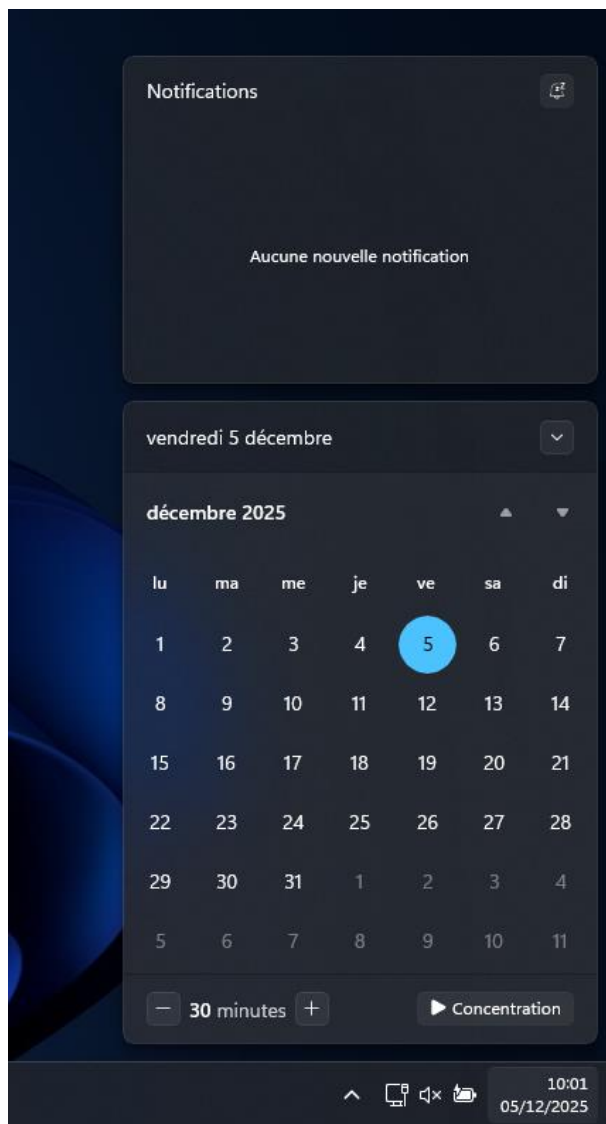 Notifications
Aucune nouvelle notification
vendredi 5 décembre
décembre 2025
lu ma me je ve sa di
1 2 3 4 5 6 7
8 9 10 11 12 13 14
15 16 17 18 19 20 21
22 23 24 25 26 27 28
29 30 31 1 2 3 4
5 6 7 8 9 10 11
30 minutes Concentration
10:01
05/12/2025